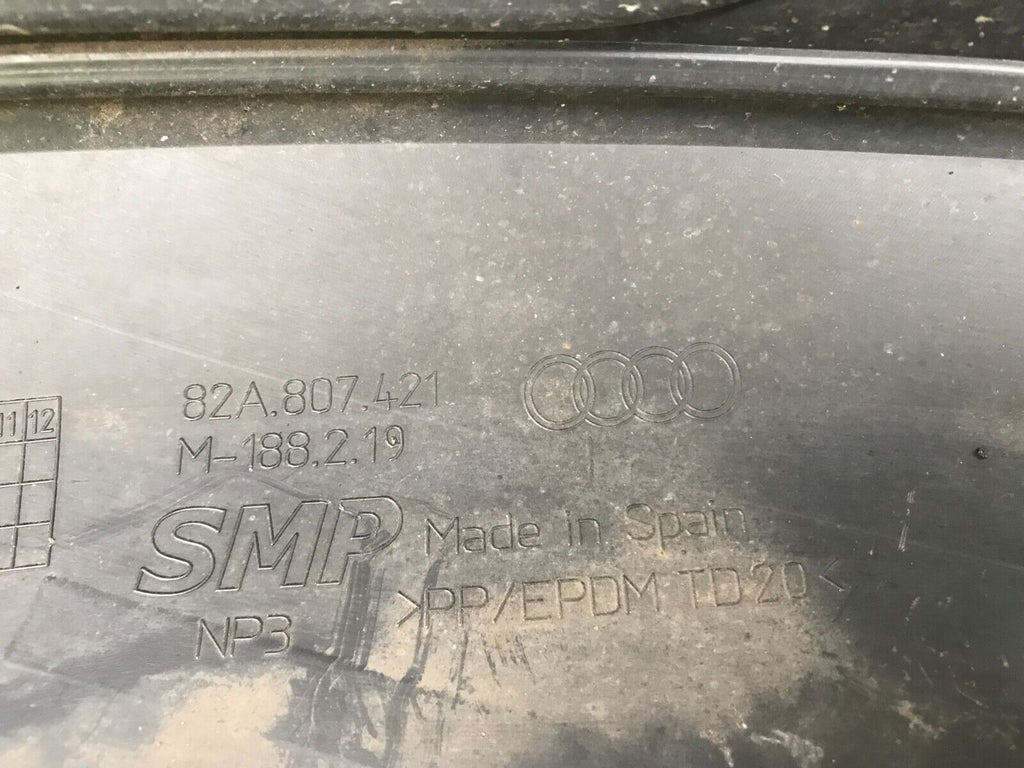 82A.807.421
M-188.2.19
11 12
SMP Made in Spain
>PP/EPDM TD20<
NP3